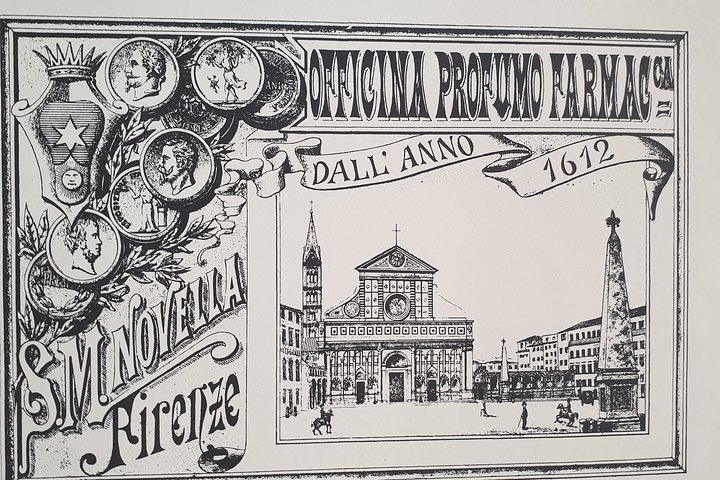 OFFICINA PROFUMO FARMAC CA
DALL' ANNO 1612
S.M. NOVELLA
Firenze